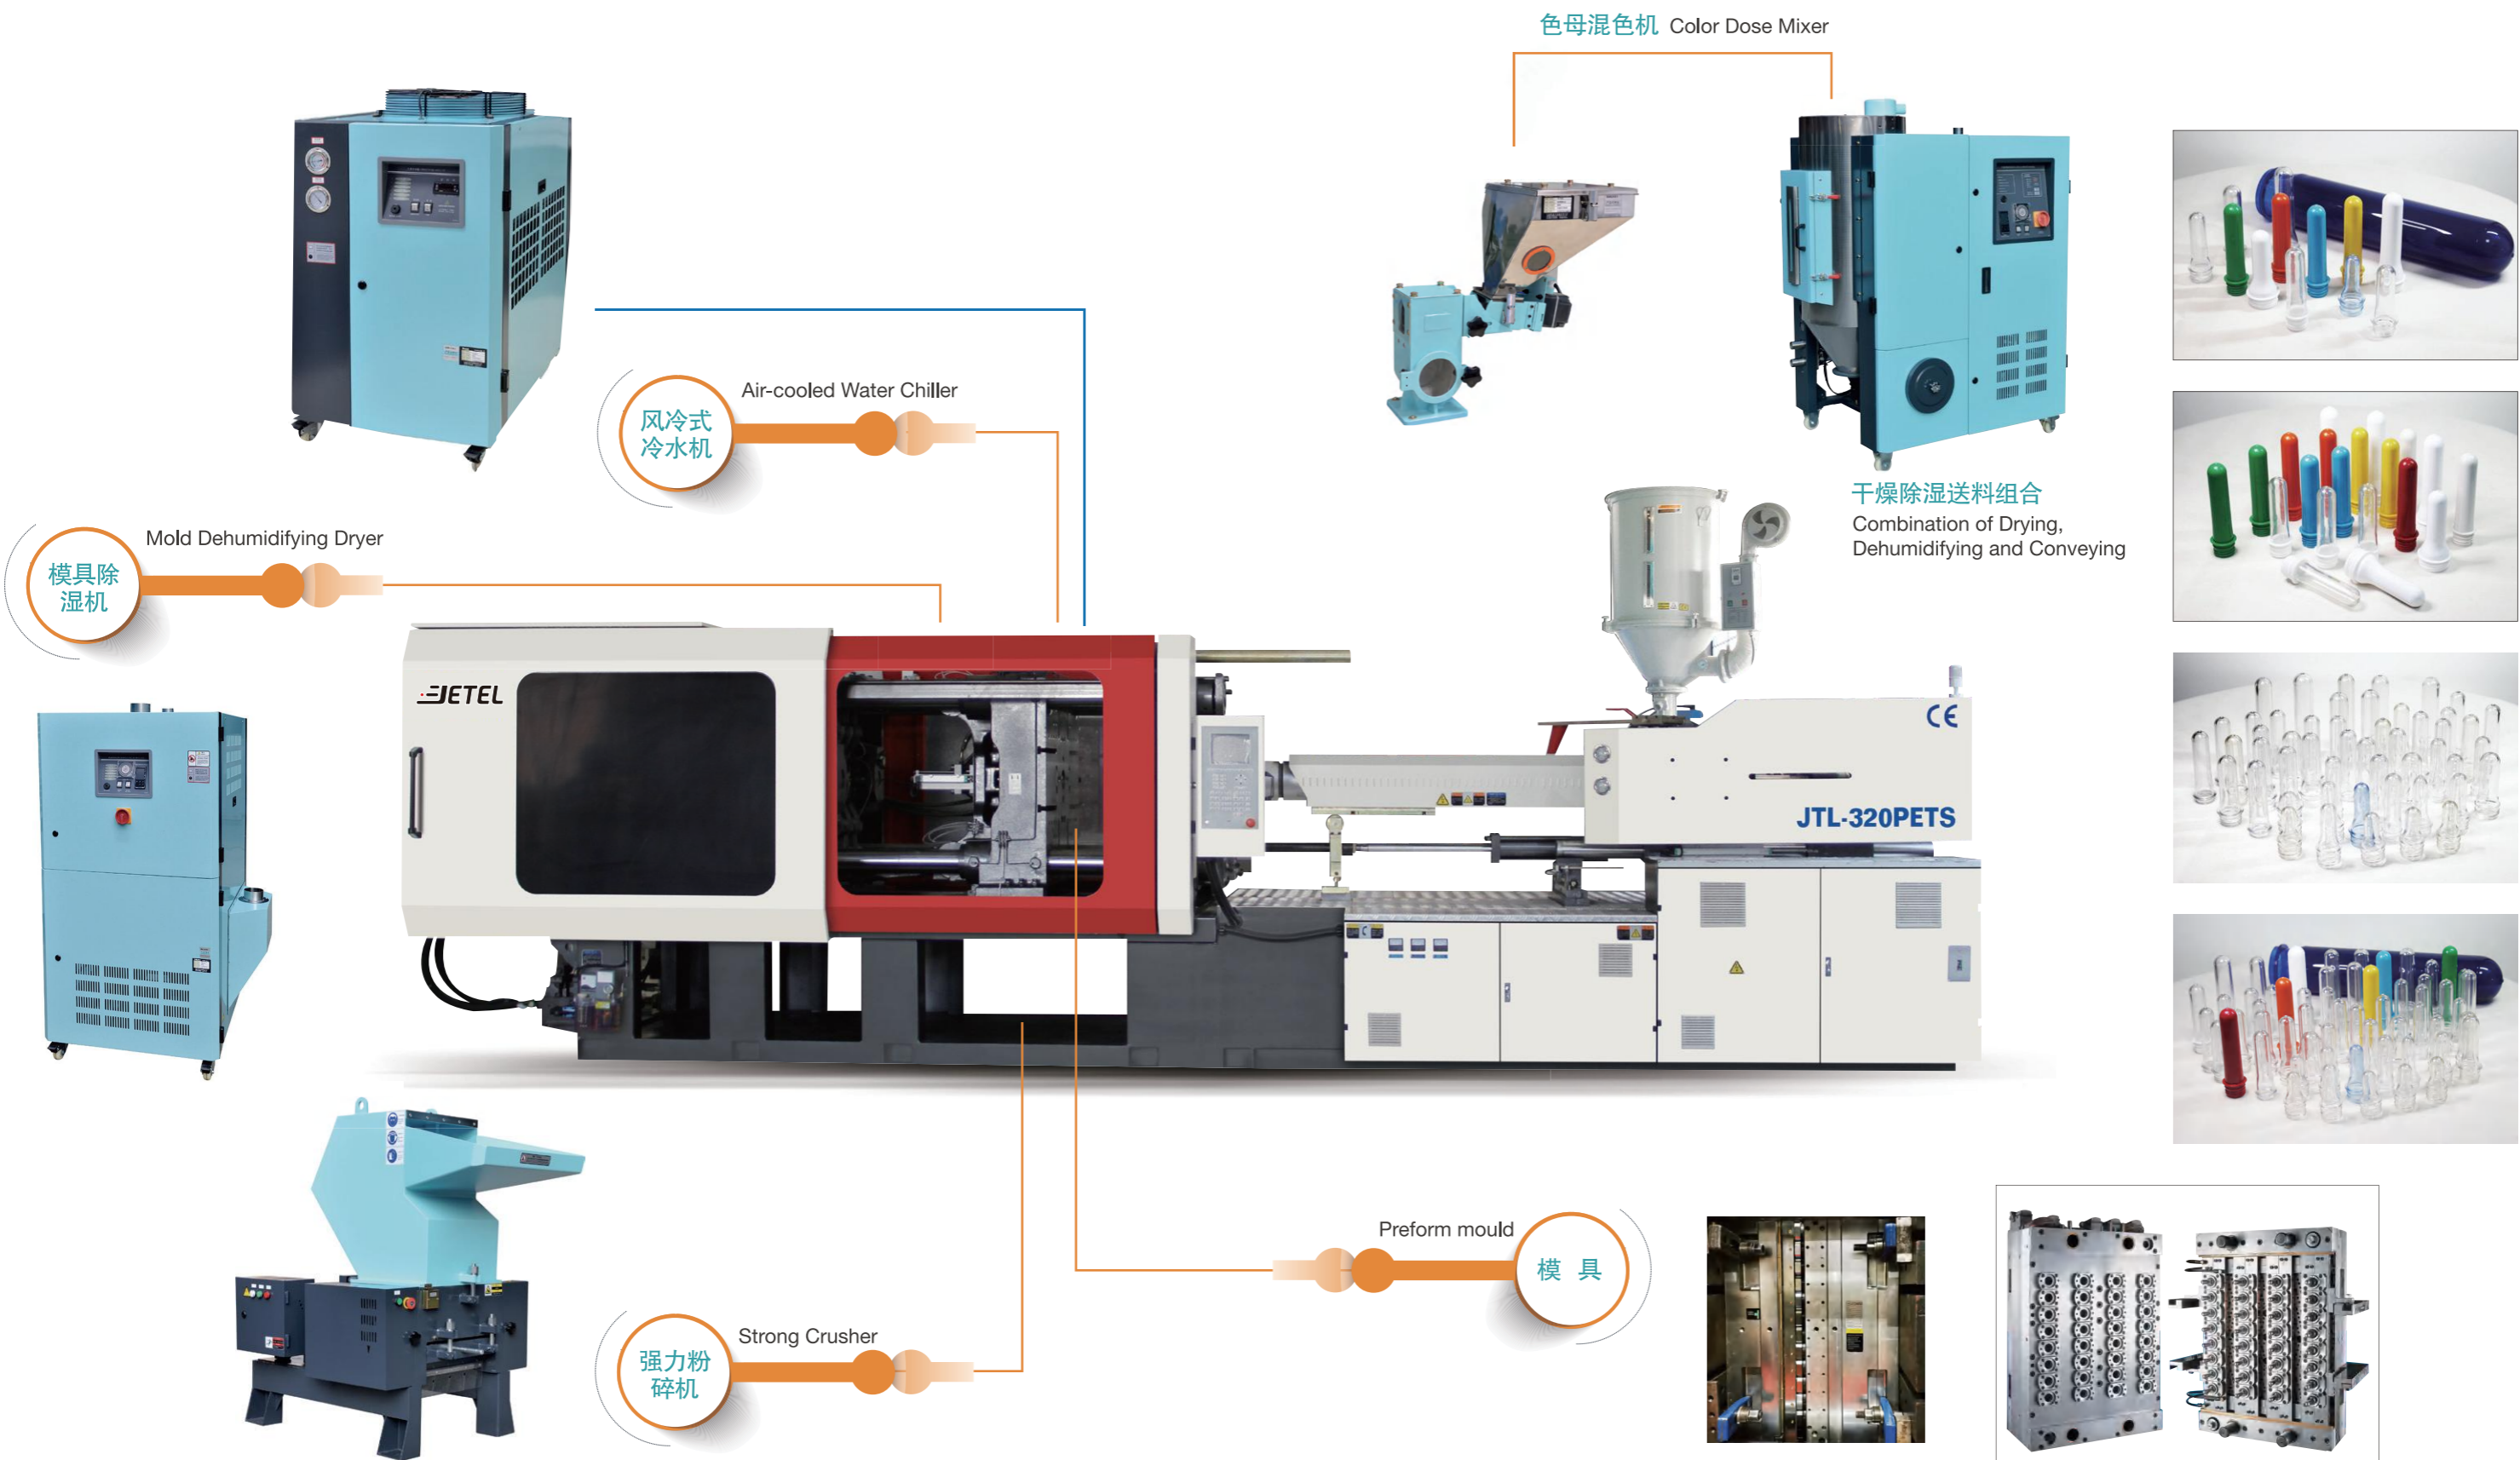 色母混色机 Color Dose Mixer
Air-cooled Water Chiller
风冷式
冷水机
干燥除湿送料组合
Combination of Drying,
Dehumidifying and Conveying
Mold Dehumidifying Dryer
模具除
湿机
JETEL
CE
JTL-320PETS
Preform mould
模 具
Strong Crusher
强力粉
碎机